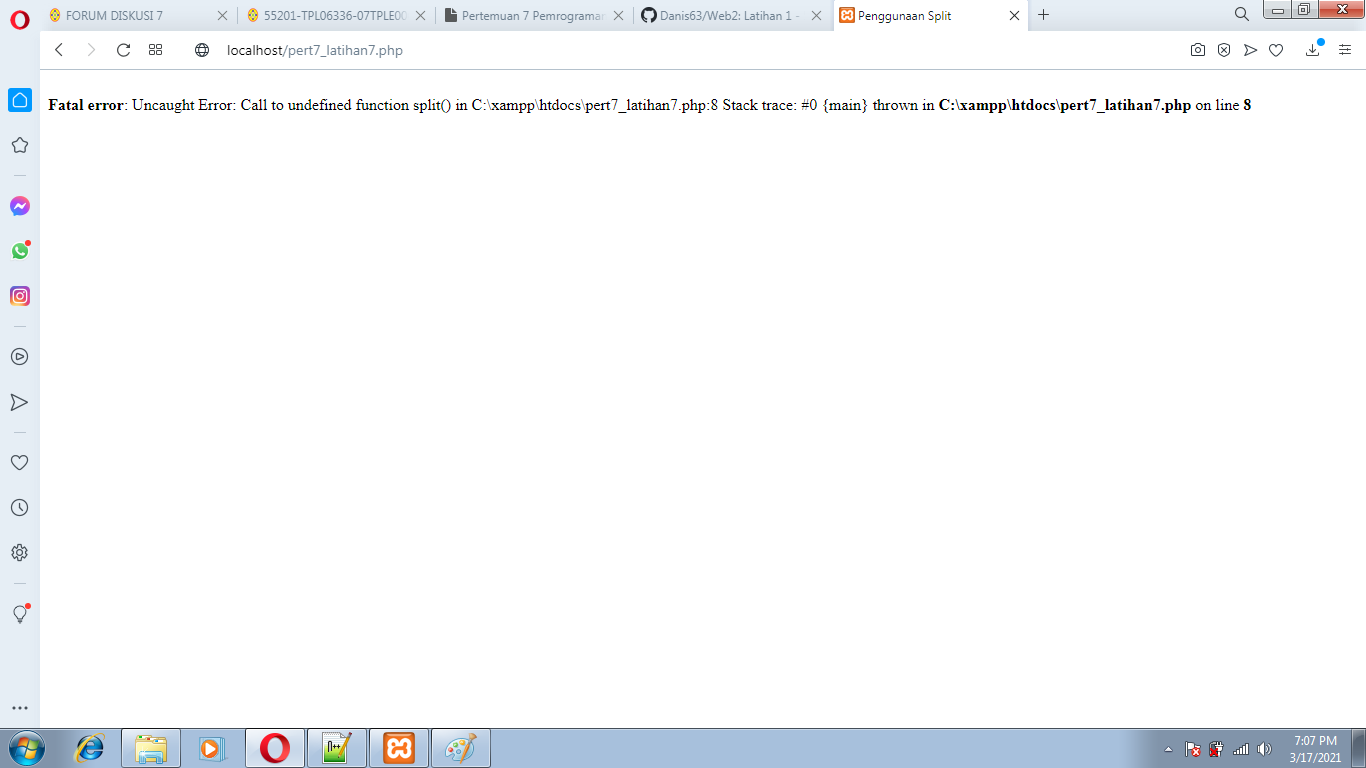 FORUM DISKUSI 7
55201-TPL06336-07TPLE00
Pertemuan 7 Pemrograman
Danis63/Web2: Latihan 1 -
Penggunaan Split
localhost/pert7_latihan7.php
Fatal error: Uncaught Error: Call to undefined function split() in C:\xampp\htdocs\pert7_latihan7.php:8 Stack trace: #0 {main} thrown in C:\xampp\htdocs\pert7_latihan7.php on line 8
7:07 PM
3/17/2021